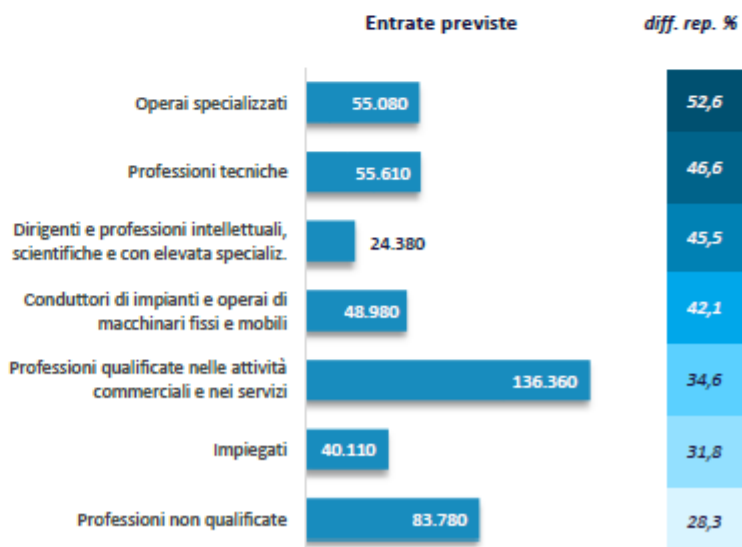 Entrate previste diff. rep. %
Operai specializzati 55.080 52,6
Professioni tecniche 55.610 46,6
Dirigenti e professioni intellettuali,
scientifiche e con elevata specializ. 24.380 45,5
Conduttori di impianti e operai di
macchinari fissi e mobili 48.980 42,1
Professioni qualificate nelle attività
commerciali e nei servizi 136.360 34,6
Impiegati 40.110 31,8
Professioni non qualificate 83.780 28,3